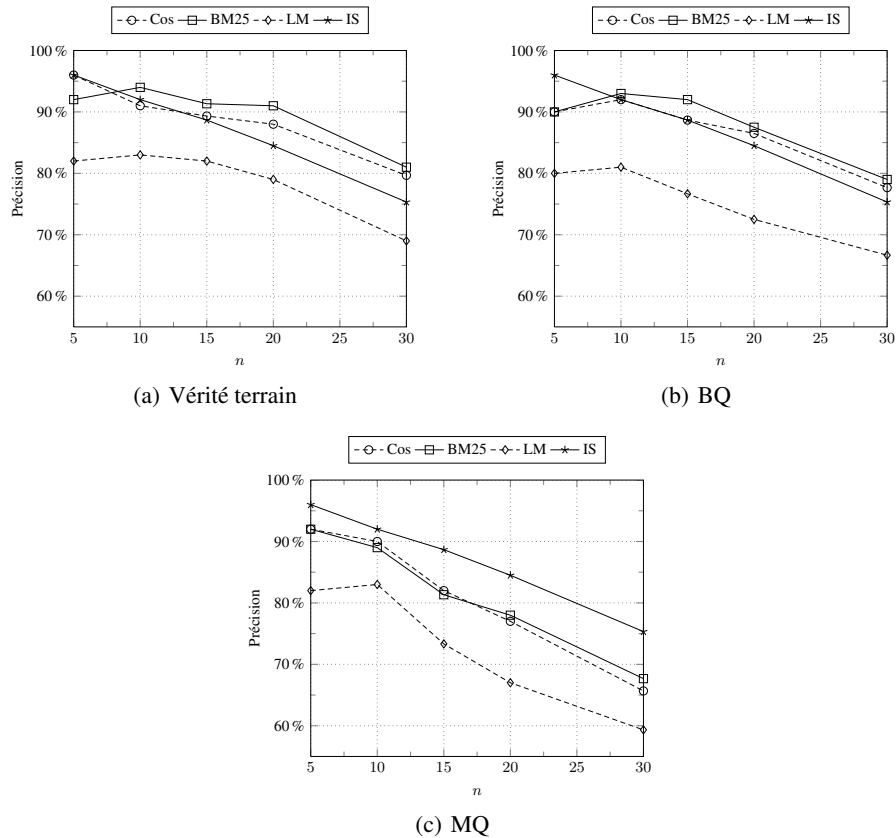 Cos BM25 LM IS
100 %
90 %
80 %
70 %
60 %
Précision
5 10 15 20 25 30
n
(a) Vérité terrain
Cos BM25 LM IS
100 %
90 %
80 %
70 %
60 %
Précision
5 10 15 20 25 30
n
(b) BQ
Cos BM25 LM IS
100 %
90 %
80 %
70 %
60 %
Précision
5 10 15 20 25 30
n
(c) MQ